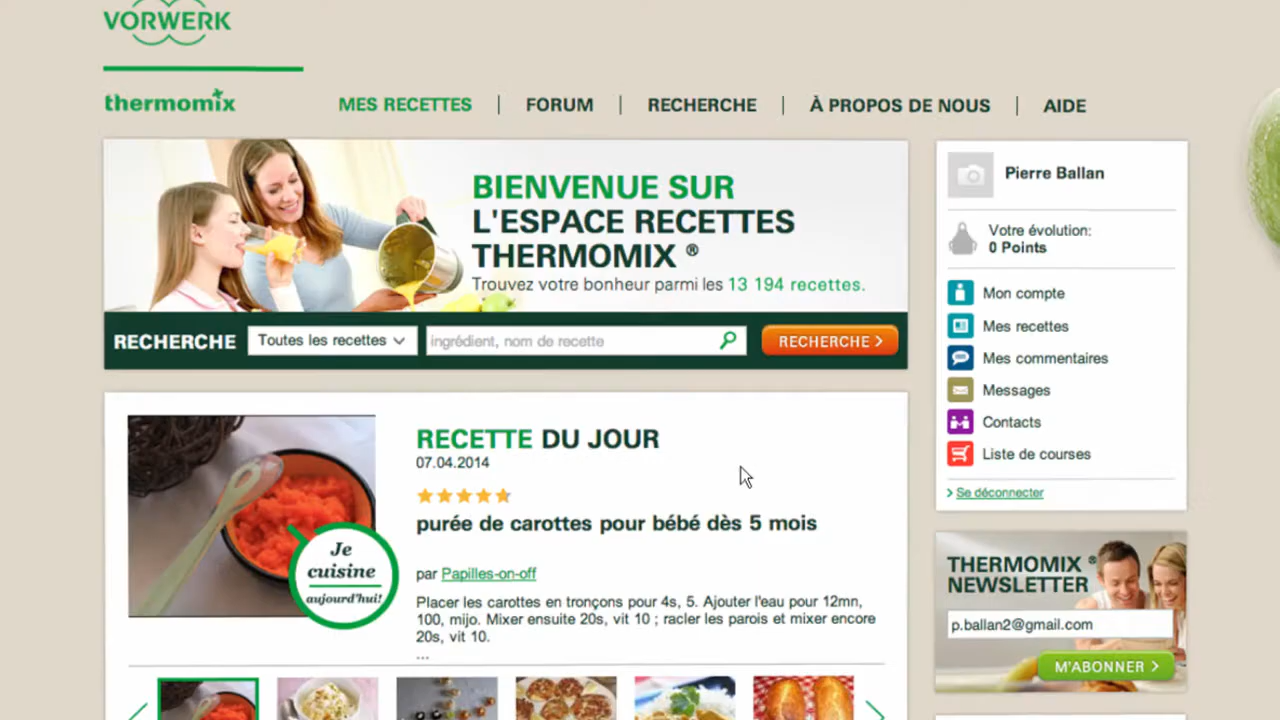 VORWERK
thermomix
MES RECETTES | FORUM | RECHERCHE | À PROPOS DE NOUS | AIDE
BIENVENUE SUR
L'ESPACE RECETTES
THERMOMIX ®
Trouvez votre bonheur parmi les 13 194 recettes.
RECHERCHE Toutes les recettes ingrédient, nom de recette RECHERCHE >
Pierre Ballan
Votre évolution:
0 Points
Mon compte
Mes recettes
Mes commentaires
Messages
Contacts
Liste de courses
> Se déconnecter
RECETTE DU JOUR
07.04.2014
purée de carottes pour bébé dès 5 mois
par Papilles-on-off
Placer les carottes en tronçons pour 4s, 5. Ajouter l'eau pour 12mn,
100, mijo. Mixer ensuite 20s, vit 10 ; racler les parois et mixer encore
20s, vit 10.
...
Je
cuisine
aujourd'hui!
THERMOMIX ®
NEWSLETTER
p.ballan2@gmail.com
M'ABONNER >